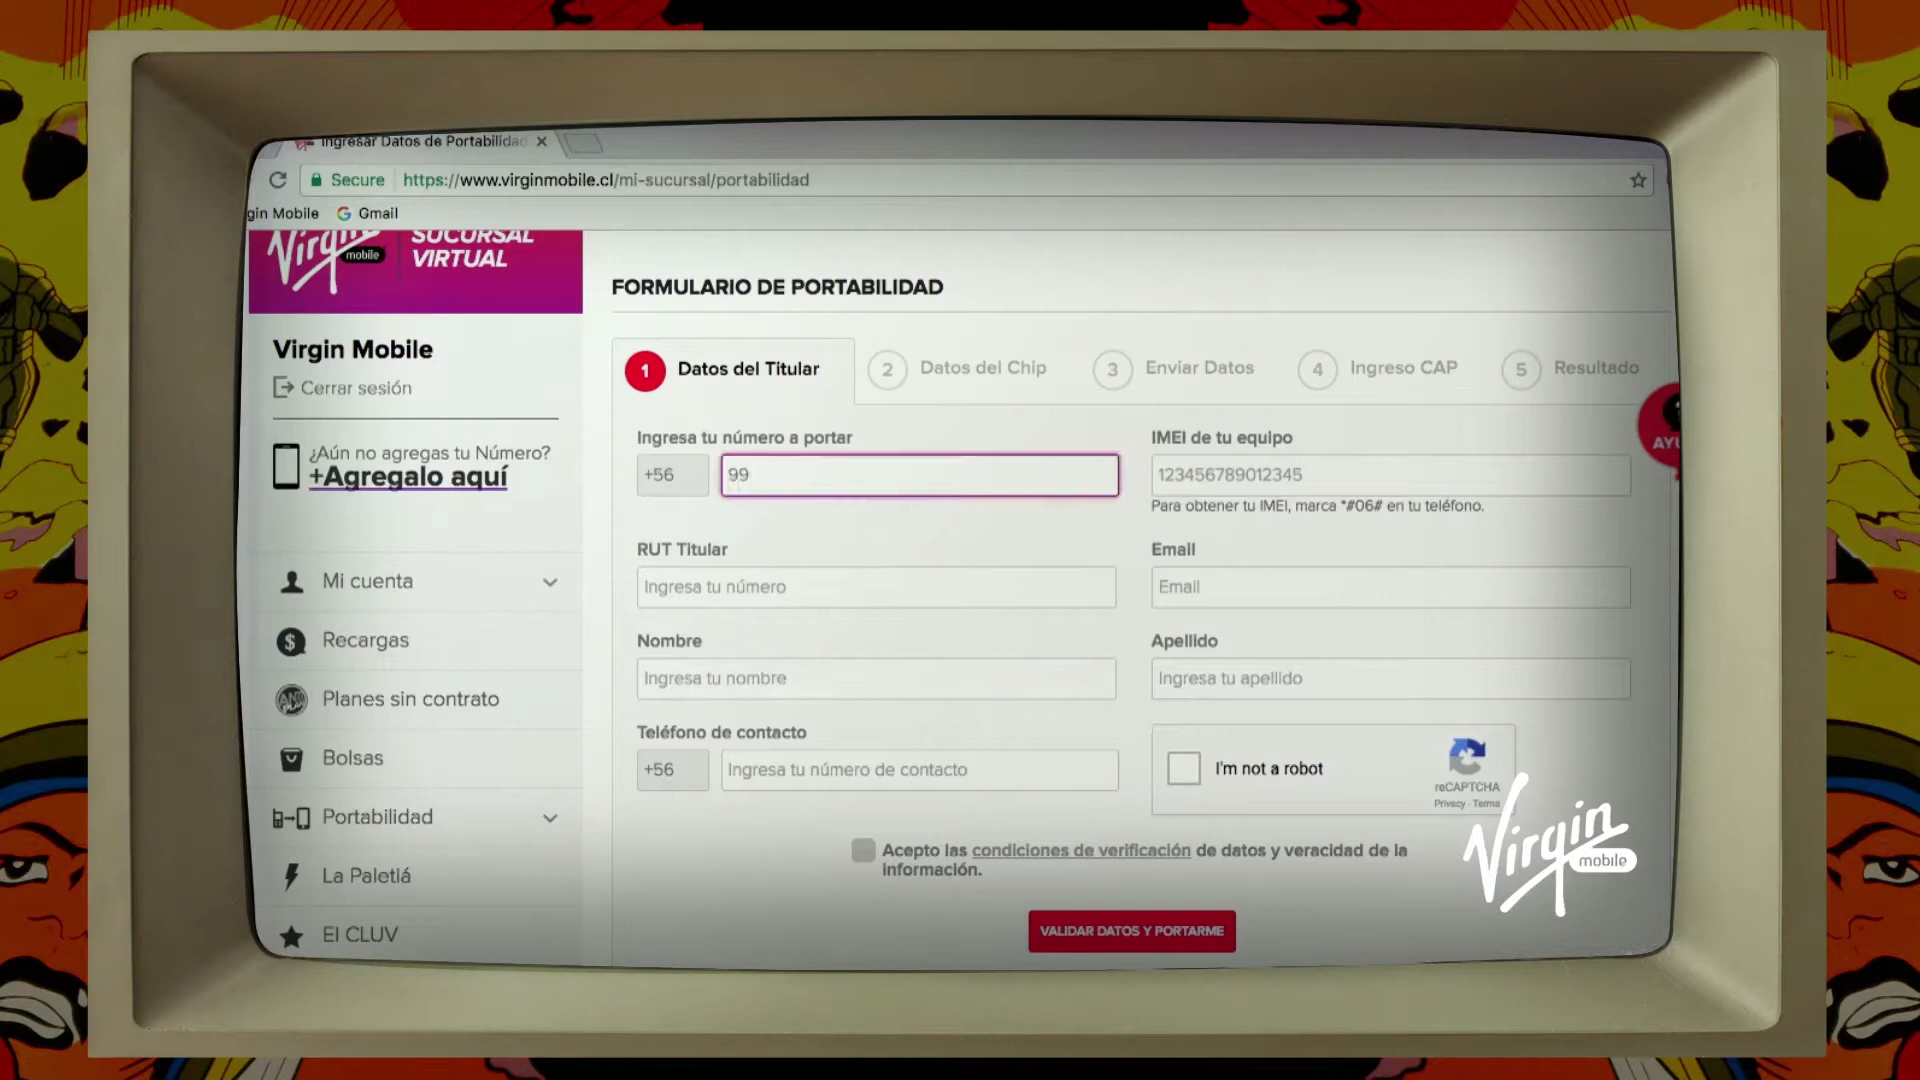 Ingresar Datos de Portabilidad
Secure https://www.virginmobile.cl/mi-sucursal/portabilidad
gin Mobile Gmail
Virgin mobile
SUCURSAL
VIRTUAL
FORMULARIO DE PORTABILIDAD
Virgin Mobile
Cerrar sesión
¿Aún no agregas tu Número?
+Agregalo aquí
Mi cuenta
Recargas
Planes sin contrato
Bolsas
Portabilidad
La Paletlá
El CLUV
1 Datos del Titular
2 Datos del Chip
3 Enviar Datos
4 Ingreso CAP
5 Resultado
AYU
Ingresa tu número a portar
+56 99
IMEI de tu equipo
123456789012345
Para obtener tu IMEI, marca *#06# en tu teléfono.
RUT Titular
Ingresa tu número
Email
Email
Nombre
Ingresa tu nombre
Apellido
Ingresa tu apellido
Teléfono de contacto
+56 Ingresa tu número de contacto
I'm not a robot
reCAPTCHA
Privacy - Terms
Acepto las condiciones de verificación de datos y veracidad de la
información.
VALIDAR DATOS Y PORTARME
Virgin mobile